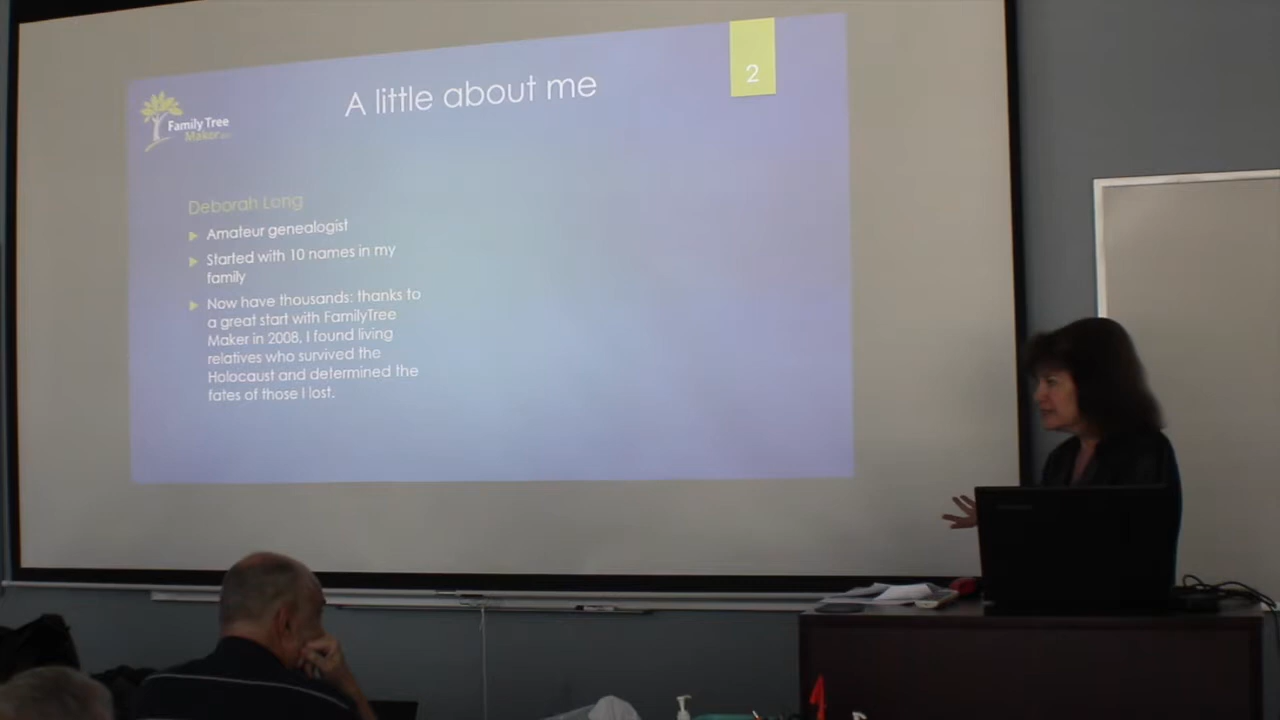 2
A little about me
Family Tree
Maker
Deborah Long
Amateur genealogist
Started with 10 names in my
family
Now have thousands: thanks to
a great start with FamilyTree
Maker in 2008, I found living
relatives who survived the
Holocaust and determined the
fates of those I lost.